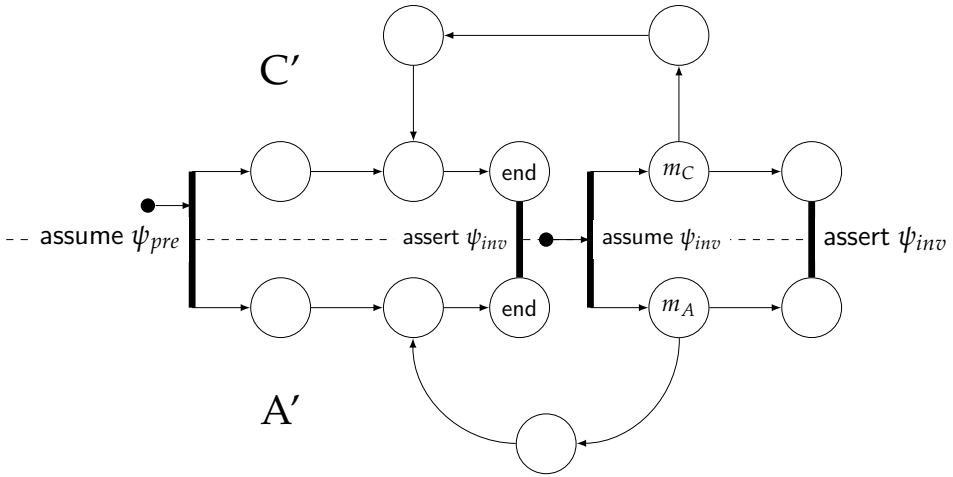 C′
end
m_C
assume ψ_pre
assert ψ_inv
assume ψ_inv
assert ψ_inv
end
m_A
A′